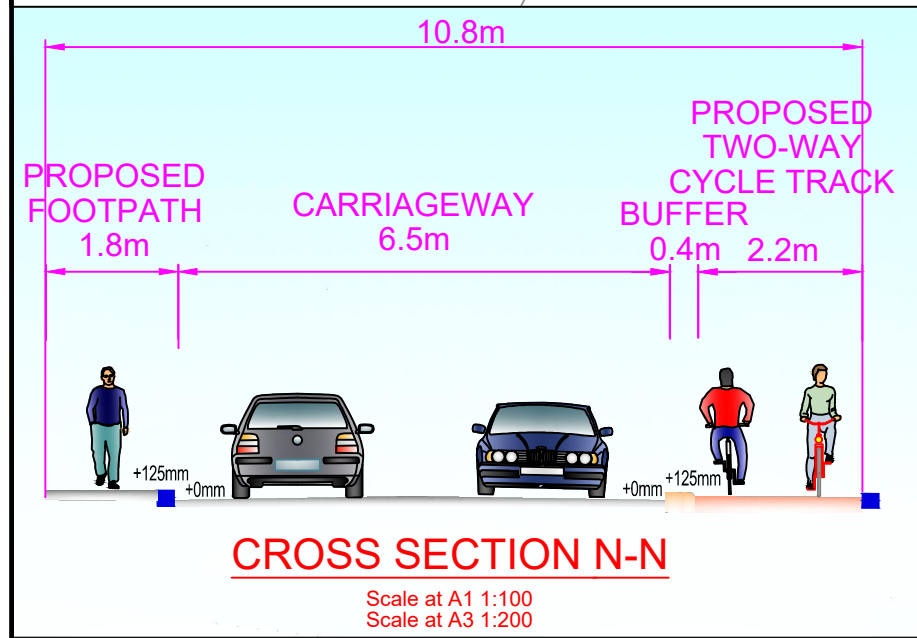 10.8m
PROPOSED
FOOTPATH
1.8m
CARRIAGEWAY
6.5m
BUFFER
0.4m
PROPOSED
TWO-WAY
CYCLE TRACK
2.2m
+125mm
+0mm
+0mm
+125mm
CROSS SECTION N-N
Scale at A1 1:100
Scale at A3 1:200